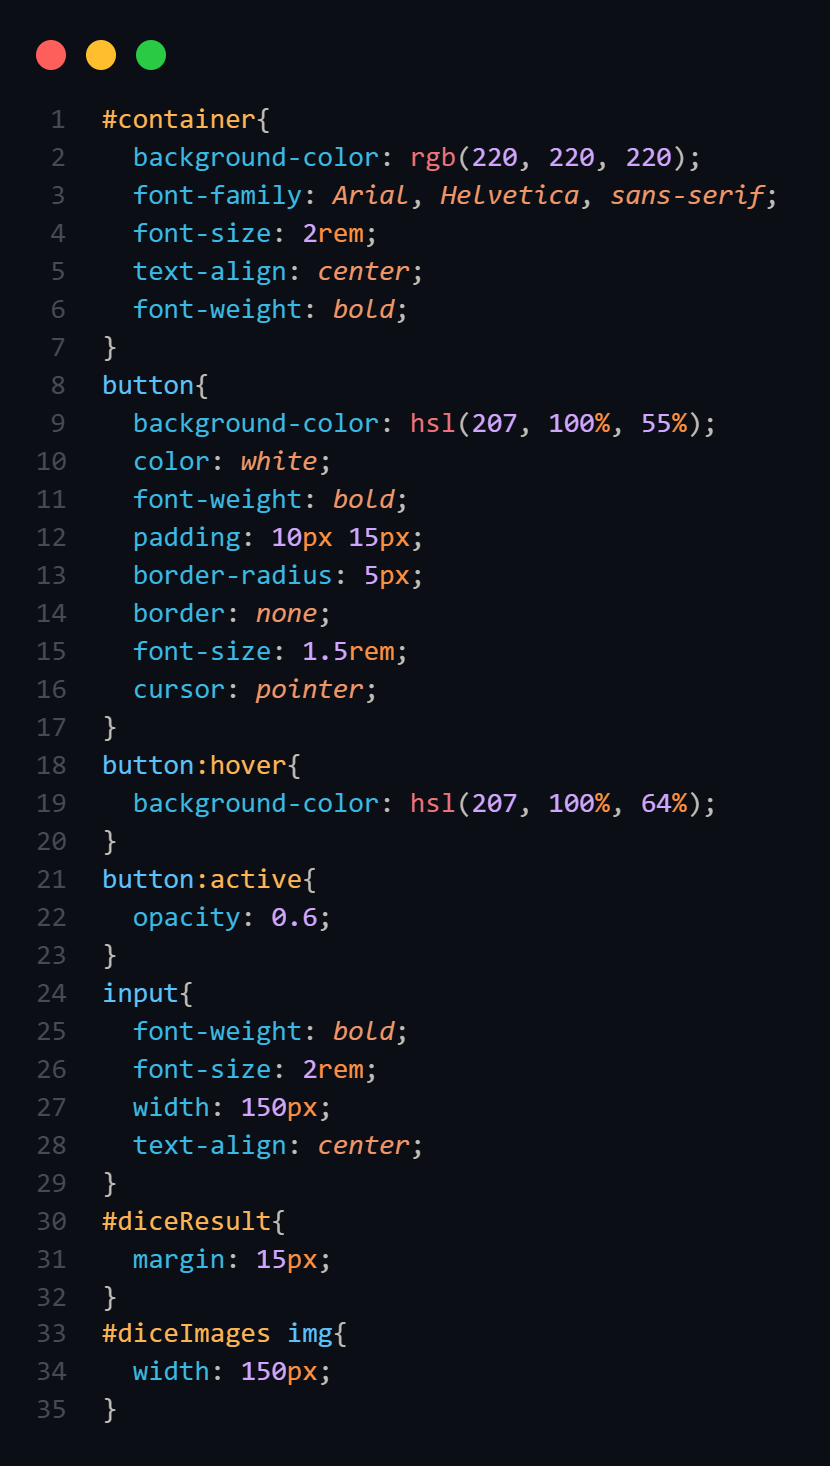 1 #container{
2   background-color: rgb(220, 220, 220);
3   font-family: Arial, Helvetica, sans-serif;
4   font-size: 2rem;
5   text-align: center;
6   font-weight: bold;
7 }
8 button{
9   background-color: hsl(207, 100%, 55%);
10   color: white;
11   font-weight: bold;
12   padding: 10px 15px;
13   border-radius: 5px;
14   border: none;
15   font-size: 1.5rem;
16   cursor: pointer;
17 }
18 button:hover{
19   background-color: hsl(207, 100%, 64%);
20 }
21 button:active{
22   opacity: 0.6;
23 }
24 input{
25   font-weight: bold;
26   font-size: 2rem;
27   width: 150px;
28   text-align: center;
29 }
30 #diceResult{
31   margin: 15px;
32 }
33 #diceImages img{
34   width: 150px;
35 }